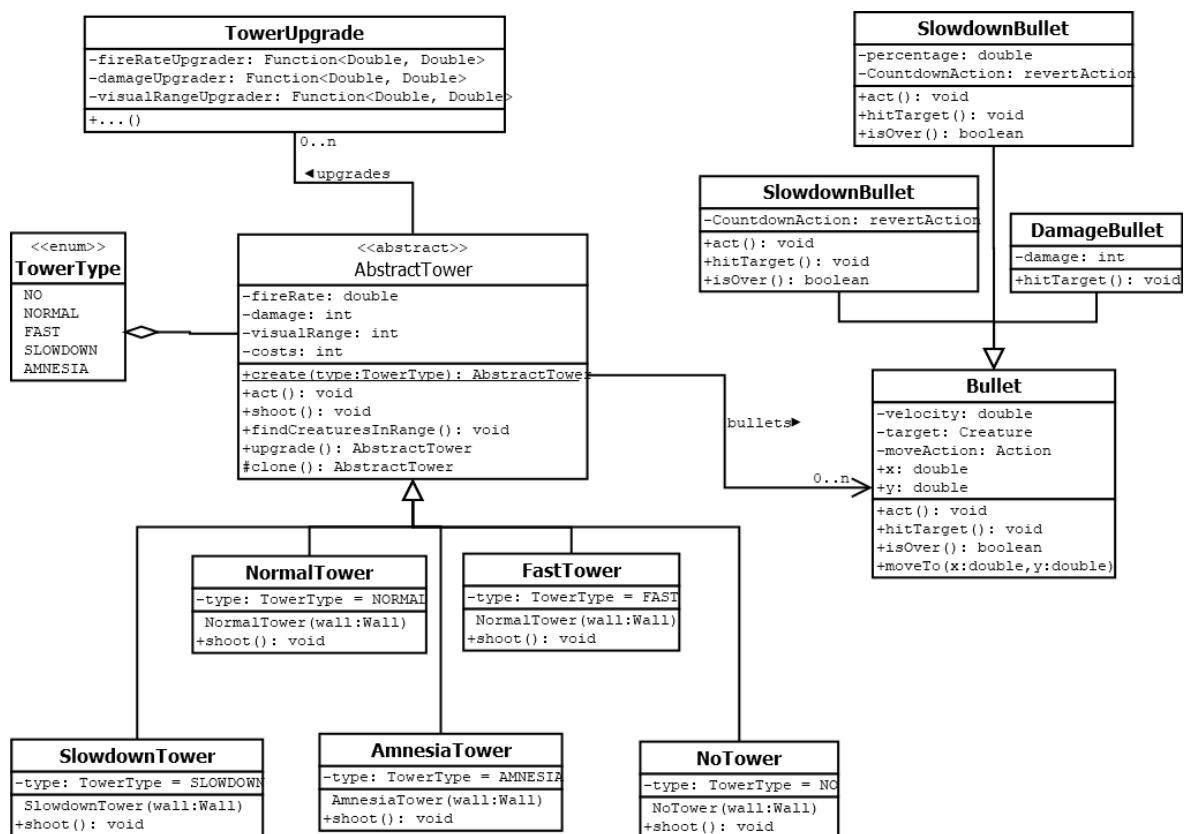 TowerUpgrade
-fireRateUpgrader: Function<Double, Double>
-damageUpgrader: Function<Double, Double>
-visualRangeUpgrader: Function<Double, Double>
+...()
0..n
◄upgrades
<<enum>>
TowerType
NO
NORMAL
FAST
SLOWDOWN
AMNESIA
<<abstract>>
AbstractTower
-fireRate: double
-damage: int
-visualRange: int
-costs: int
+create(type:TowerType): AbstractTower
+act(): void
+shoot(): void
+findCreaturesInRange(): void
+upgrade(): AbstractTower
#clone(): AbstractTower
bullets►
0..n
SlowdownBullet
-percentage: double
-CountdownAction: revertAction
+act(): void
+hitTarget(): void
+isOver(): boolean
SlowdownBullet
-CountdownAction: revertAction
+act(): void
+hitTarget(): void
+isOver(): boolean
DamageBullet
-damage: int
+hitTarget(): void
Bullet
-velocity: double
-target: Creature
-moveAction: Action
+x: double
+y: double
+act(): void
+hitTarget(): void
+isOver(): boolean
+moveTo(x:double,y:double)
NormalTower
-type: TowerType = NORMAL
NormalTower(wall:Wall)
+shoot(): void
FastTower
-type: TowerType = FAST
NormalTower(wall:Wall)
+shoot(): void
SlowdownTower
-type: TowerType = SLOWDOWN
SlowdownTower(wall:Wall)
+shoot(): void
AmnesiaTower
-type: TowerType = AMNESIA
AmnesiaTower(wall:Wall)
+shoot(): void
NoTower
-type: TowerType = NO
NoTower(wall:Wall)
+shoot(): void